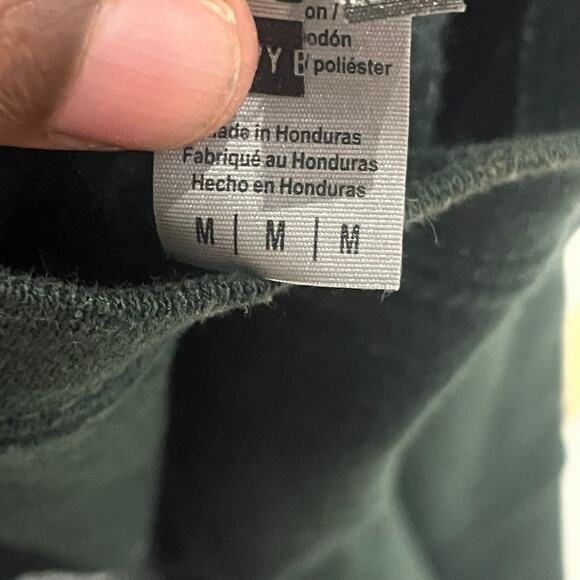 on /
odón
/ poliéster
Made in Honduras
Fabriqué au Honduras
Hecho en Honduras
M | M | M